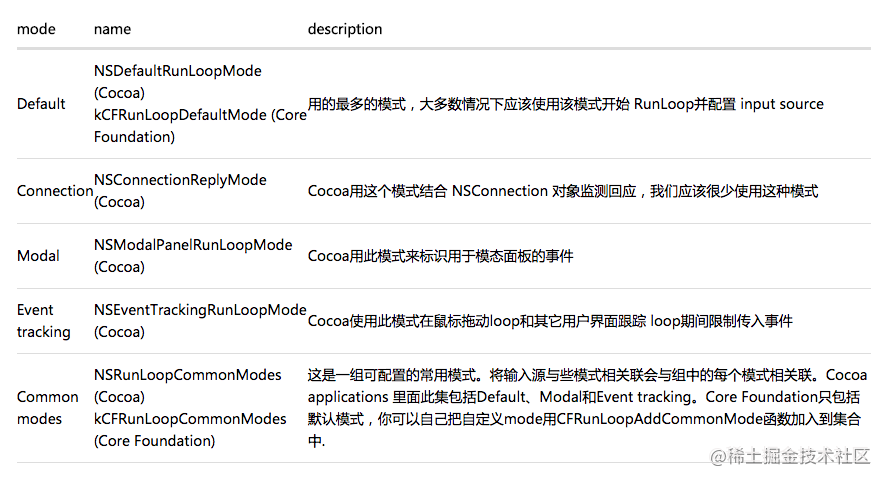 mode name description
NSDefaultRunLoopMode
(Cocoa)
Default kCFRunLoopDefaultMode (Core 用的最多的模式，大多数情况下应该使用该模式开始 RunLoop并配置 input source
Foundation)
Connection NSConnectionReplyMode
(Cocoa) Cocoa用这个模式结合 NSConnection 对象监测回应，我们应该很少使用这种模式
Modal NSModalPanelRunLoopMode
(Cocoa) Cocoa用此模式来标识用于模态面板的事件
Event
tracking NSEventTrackingRunLoopMode
(Cocoa) Cocoa使用此模式在鼠标拖动loop和其它用户界面跟踪 loop期间限制传入事件
Common
modes NSRunLoopCommonModes
(Cocoa)
kCFRunLoopCommonModes
(Core Foundation)
这是一组可配置的常用模式。将输入源与些模式相关联会与组中的每个模式相关联。Cocoa
applications 里面此集包括Default、Modal和Event tracking。Core Foundation只包括
默认模式，你可以自己把自定义mode用CFRunLoopAddCommonMode函数加入到集合
中.
@稀土掘金技术社区